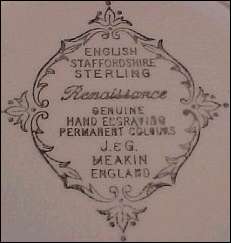 ENGLISH
STAFFORDSHIRE
STERLING
Renaissance
GENUINE
HAND ENGRAVING
PERMANENT COLOURS
J.&G.
MEAKIN
ENGLAND